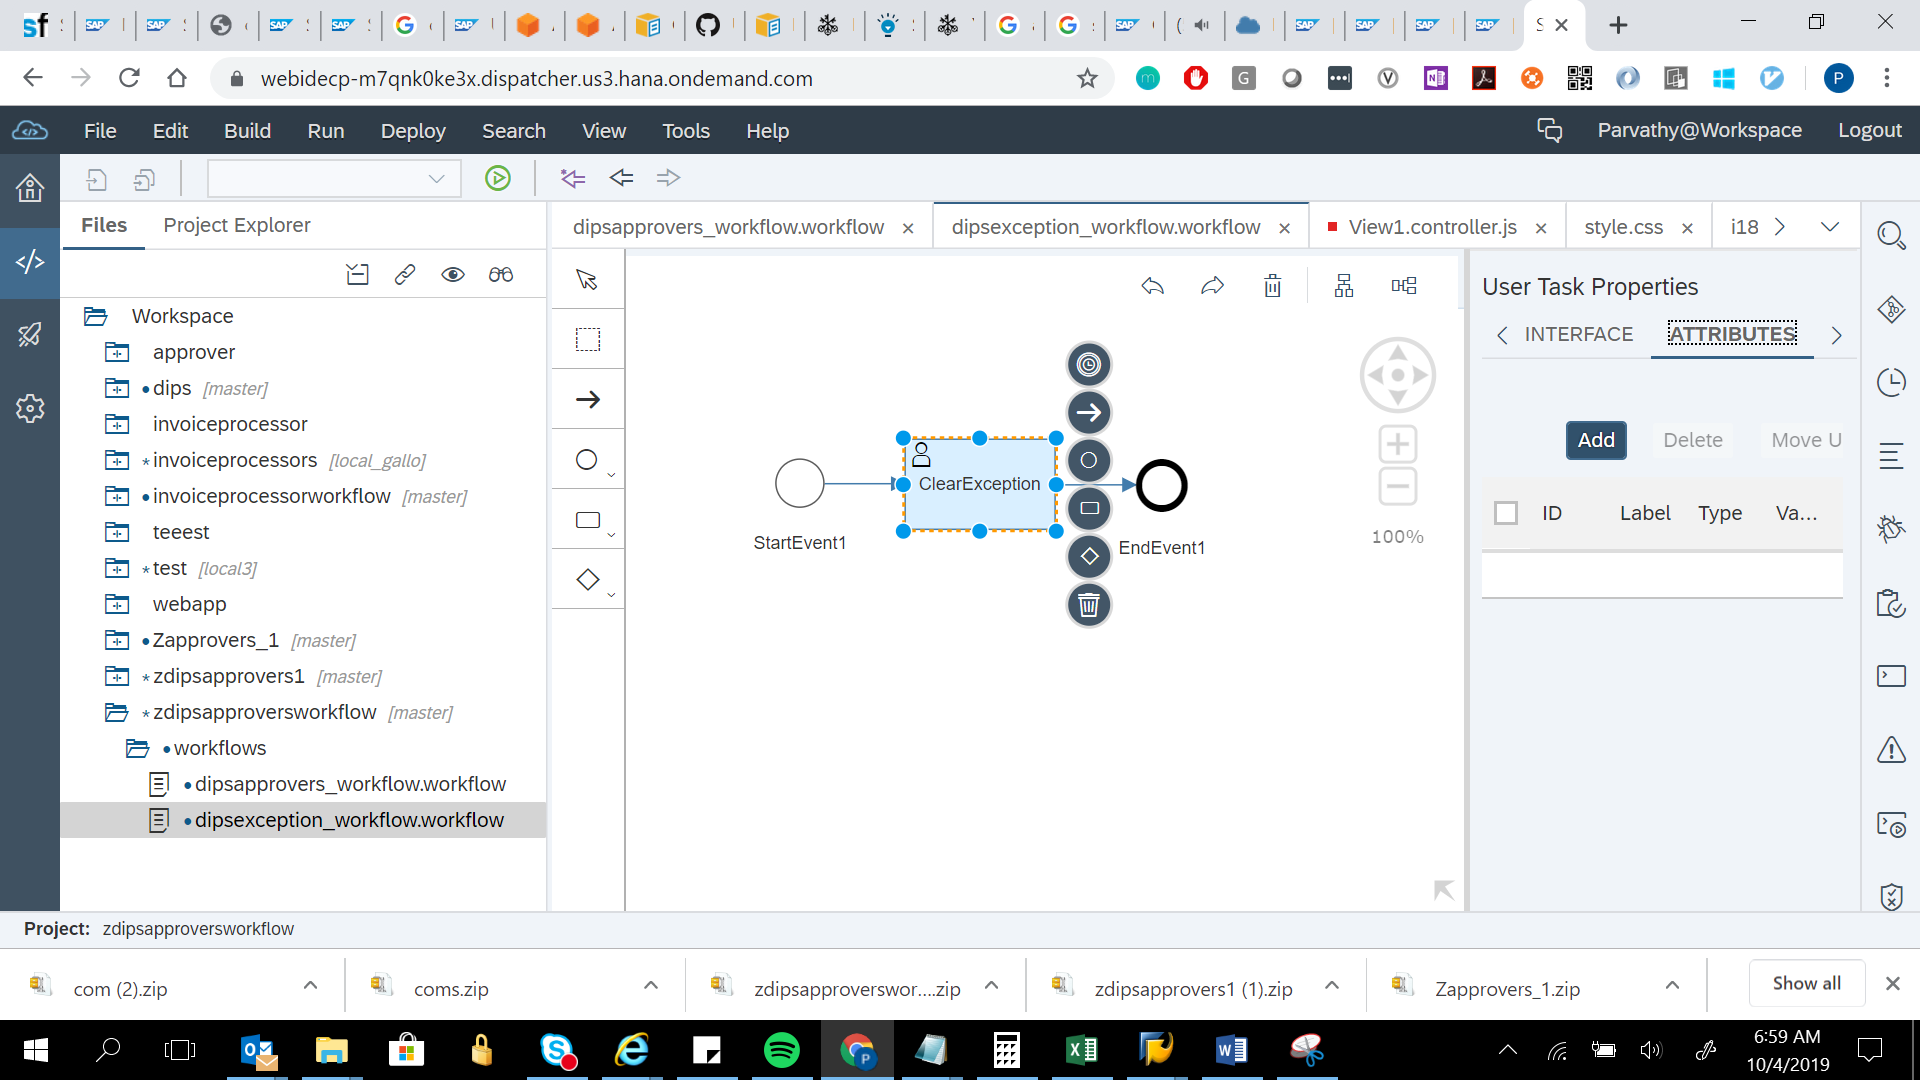 webidecp-m7qnk0ke3x.dispatcher.us3.hana.ondemand.com
File Edit Build Run Deploy Search View Tools Help
Parvathy@Workspace Logout
Files Project Explorer
dipsapprovers_workflow.workflow
dipsexception_workflow.workflow
View1.controller.js
style.css
i18
Workspace
approver
dips [master]
invoiceprocessor
*invoiceprocessors [local_gallo]
invoiceprocessorworkflow [master]
teeest
*test [local3]
webapp
Zapprovers_1 [master]
*zdipsapprovers1 [master]
*zdipsapproversworkflow [master]
workflows
dipsapprovers_workflow.workflow
dipsexception_workflow.workflow
StartEvent1
ClearException
EndEvent1
100%
User Task Properties
INTERFACE ATTRIBUTES
Add Delete Move U
ID Label Type Va...
Project: zdipsapproversworkflow
com (2).zip
coms.zip
zdipsapproverswor....zip
zdipsapprovers1 (1).zip
Zapprovers_1.zip
Show all
6:59 AM
10/4/2019